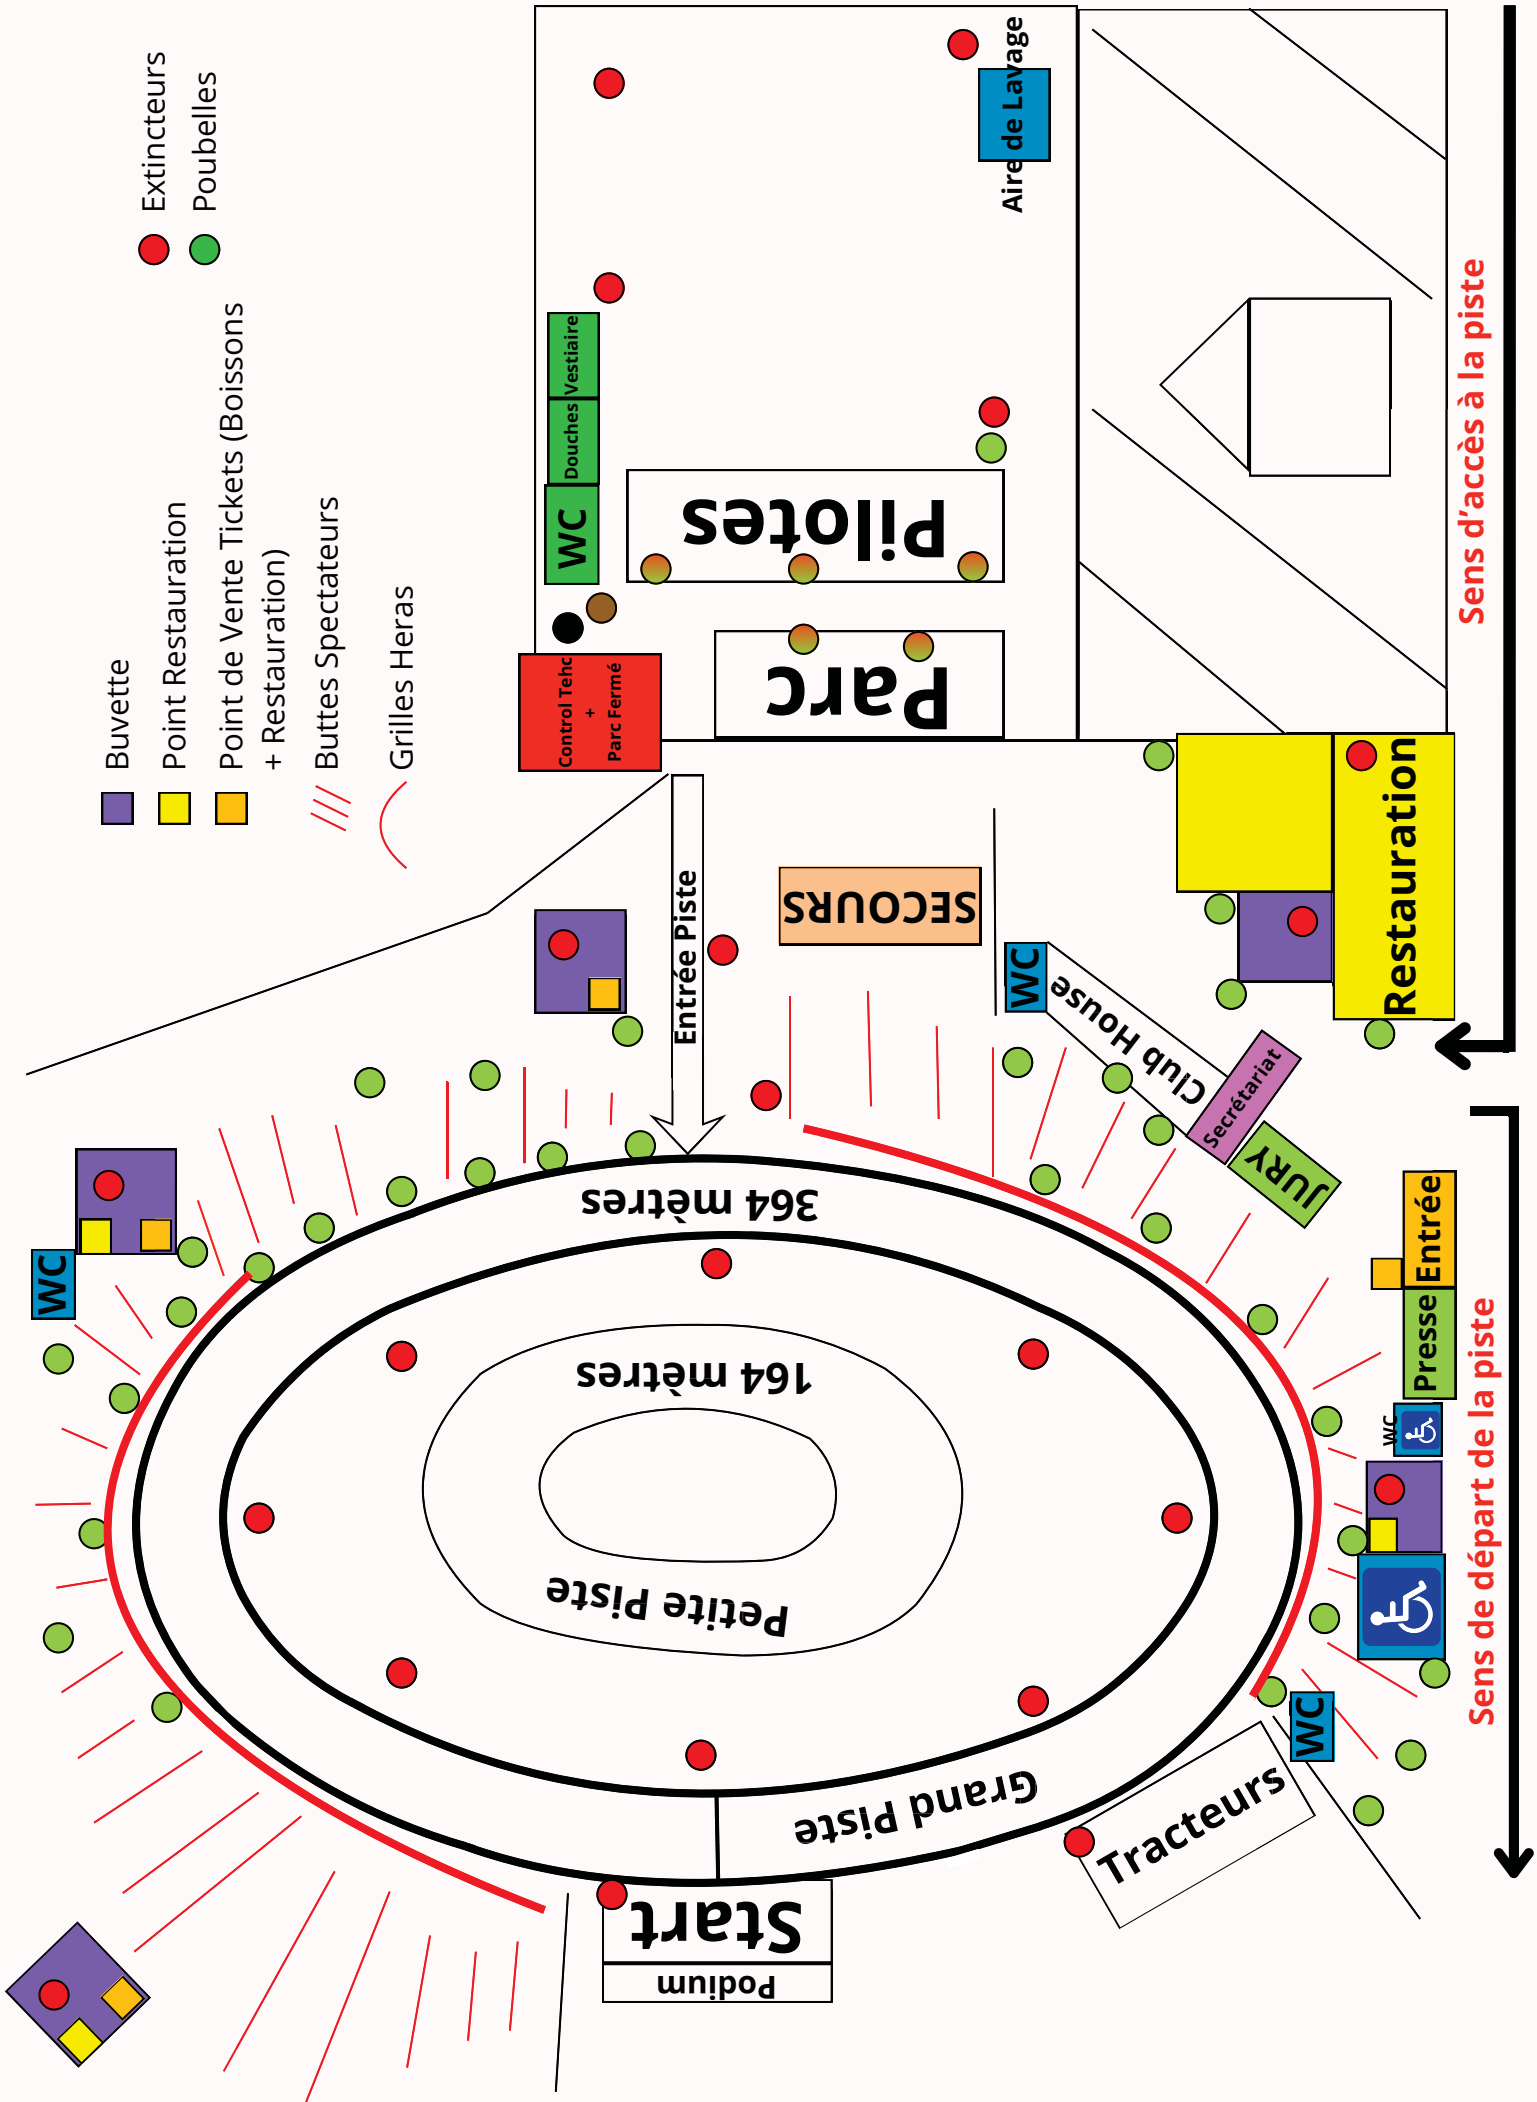 Extincteurs
Poubelles
Buvette
Point Restauration
Point de Vente Tickets (Boissons
+ Restauration)
Buttes Spectateurs
Grilles Heras
Aire de Lavage
Vestiaire
Douches
WC
Pilotes
Parc
Control Tehc
+
Parc Fermé
Sens d'accès à la piste
Restauration
Entrée Piste
SECOURS
WC
Club House
Secrétariat
JURY
Entrée
Presse
WC
Sens de départ de la piste
WC
364 mètres
164 mètres
Petite Piste
Grand Piste
WC
Tracteurs
Start
Podium